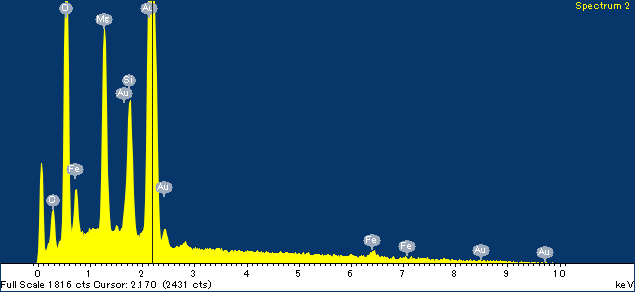 Spectrum 2
O
Au
Mg
Si
Au
Fe
Au
C
Fe
Fe
Au
Au
0 1 2 3 4 5 6 7 8 9 10
Full Scale 1816 cts Cursor: 2.170 (2431 cts) keV